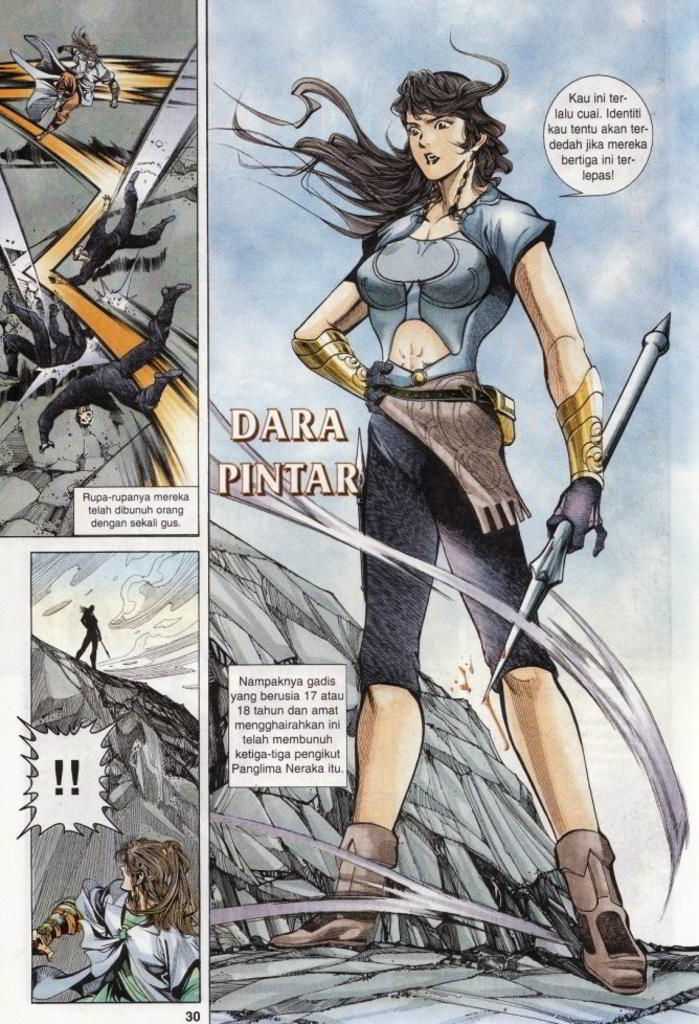 Rupa-rupanya mereka
telah dibunuh orang
dengan sekali gus.
!!
Kau ini ter-
lalu cuai. Identiti
kau tentu akan ter-
dedah jika mereka
bertiga ini ter-
lepas!
DARA
PINTAR
Nampaknya gadis
yang berusia 17 atau
18 tahun dan amat
mengghairahkan ini
telah membunuh
ketiga-tiga pengikut
Panglima Neraka itu.
30